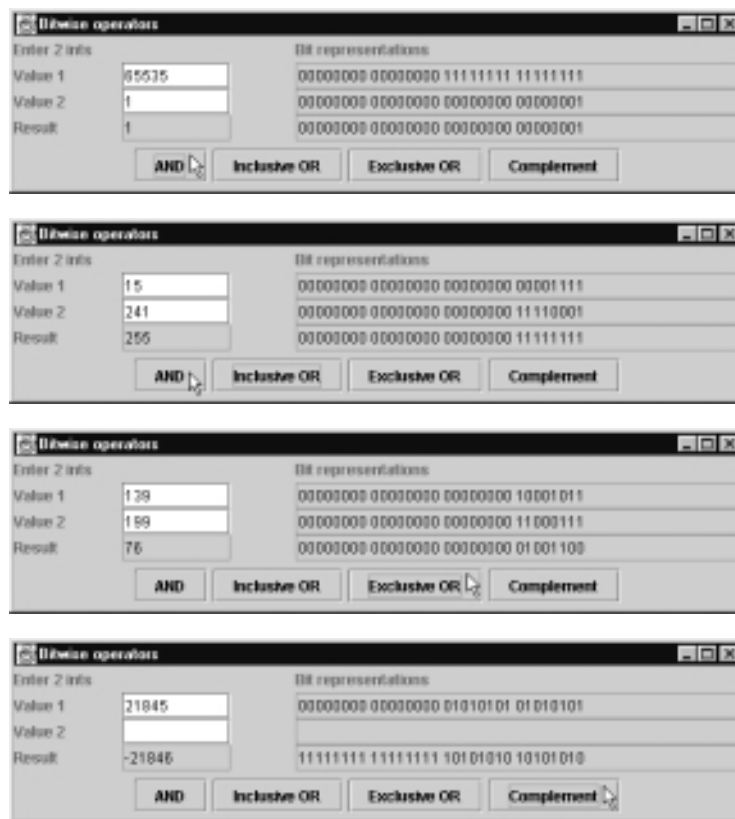 Bitwise operators
Enter 2 ints Bit representations
Value 1 65535 00000000 00000000 11111111 11111111
Value 2 1 00000000 00000000 00000000 00000001
Result 1 00000000 00000000 00000000 00000001
AND Inclusive OR Exclusive OR Complement
Bitwise operators
Enter 2 ints Bit representations
Value 1 15 00000000 00000000 00000000 00001111
Value 2 241 00000000 00000000 00000000 11110001
Result 255 00000000 00000000 00000000 11111111
AND Inclusive OR Exclusive OR Complement
Bitwise operators
Enter 2 ints Bit representations
Value 1 139 00000000 00000000 00000000 10001011
Value 2 199 00000000 00000000 00000000 11000111
Result 76 00000000 00000000 00000000 01001100
AND Inclusive OR Exclusive OR Complement
Bitwise operators
Enter 2 ints Bit representations
Value 1 21845 00000000 00000000 01010101 01010101
Value 2
Result -21846 11111111 11111111 10101010 10101010
AND Inclusive OR Exclusive OR Complement